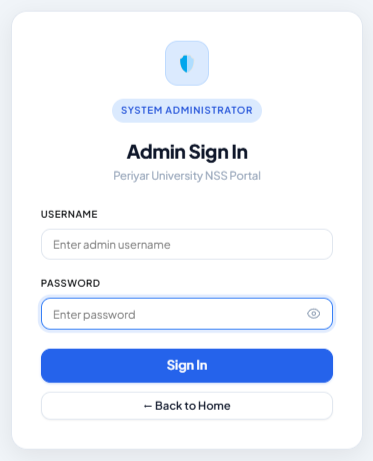 SYSTEM ADMINISTRATOR
Admin Sign In
Periyar University NSS Portal
USERNAME
Enter admin username
PASSWORD
Enter password
Sign In
← Back to Home